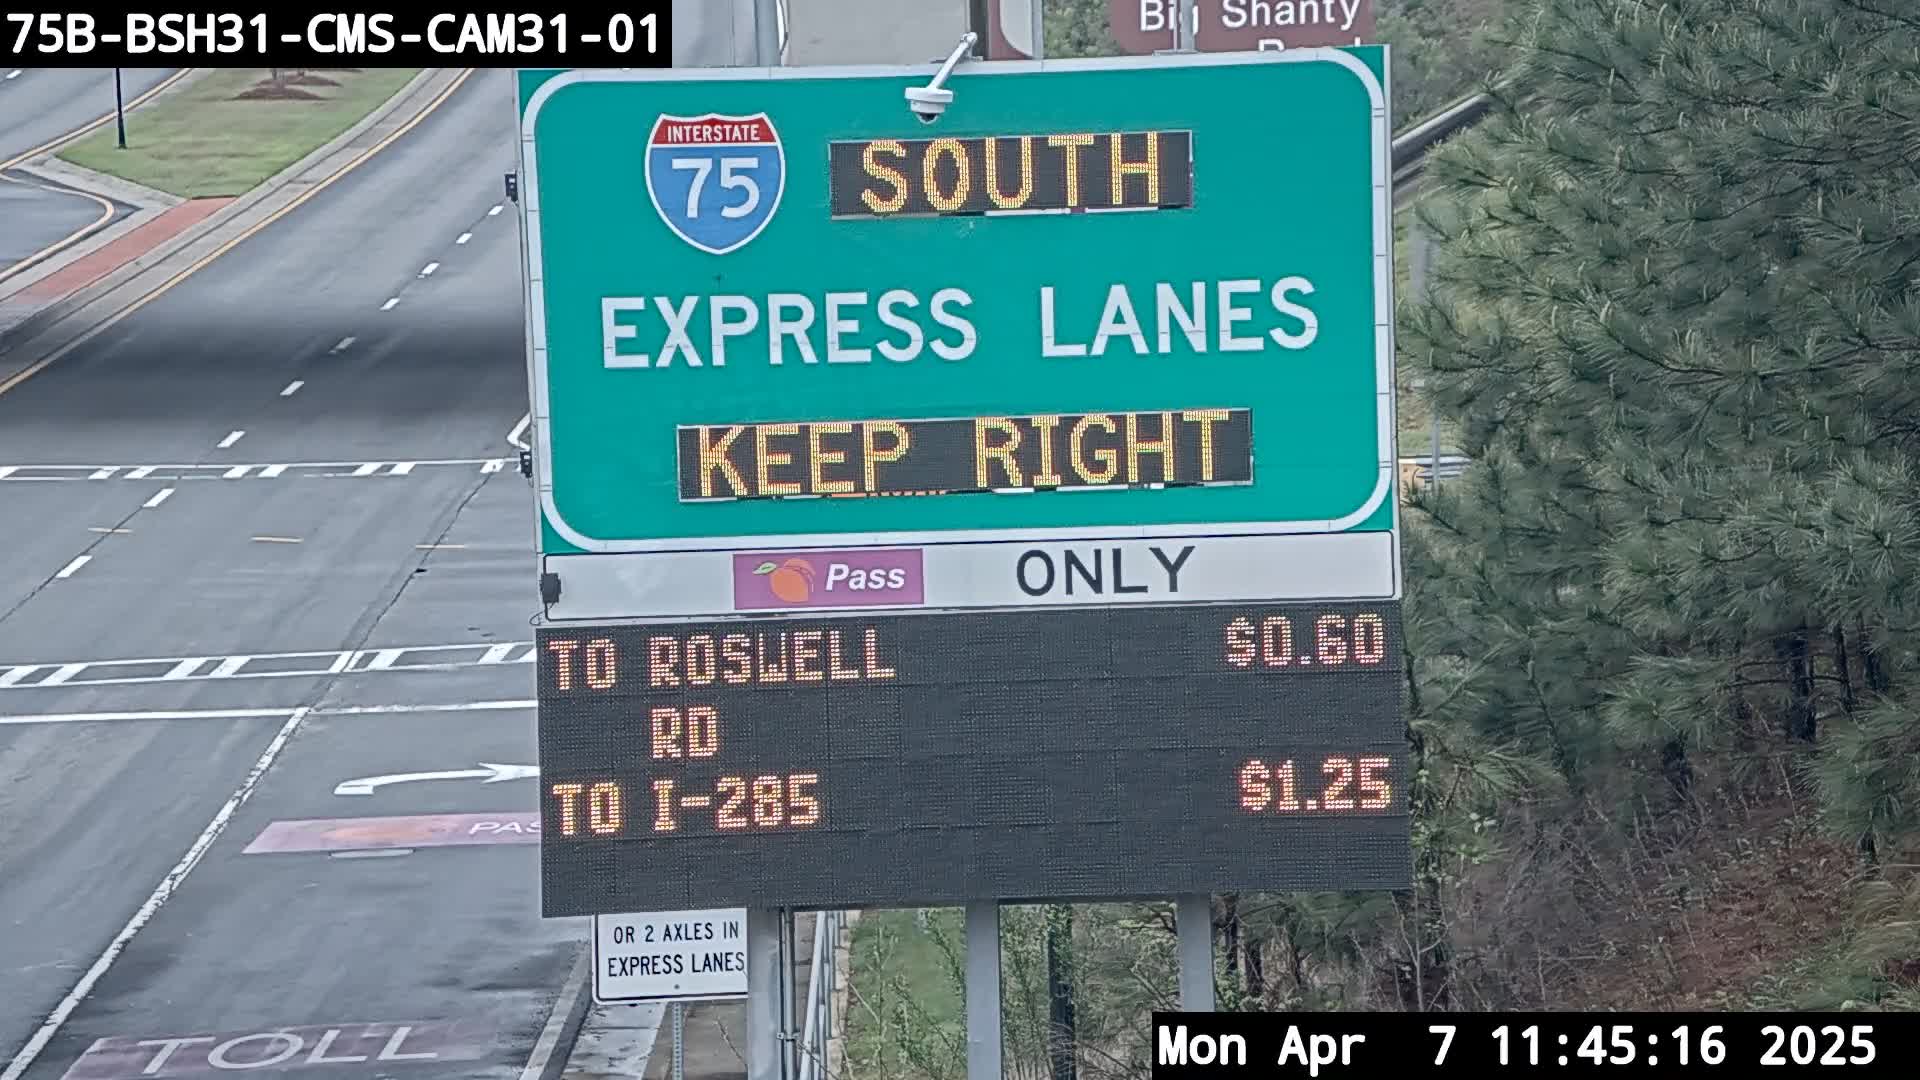 75B-BSH31-CMS-CAM31-01
Big Shanty
INTERSTATE
75
SOUTH
EXPRESS LANES
KEEP RIGHT
Pass ONLY
TO ROSWELL $0.60
RD
TO I-285 $1.25
OR 2 AXLES IN
EXPRESS LANES
TOLL
Mon Apr 7 11:45:16 2025